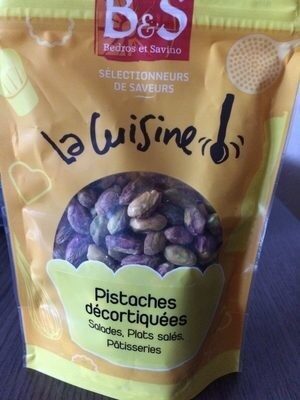 B&S
Bedros et Savino
SÉLECTIONNEURS
DE SAVEURS
La Cuisine
Pistaches
décortiquées
Salades, Plats salés,
Pâtisseries